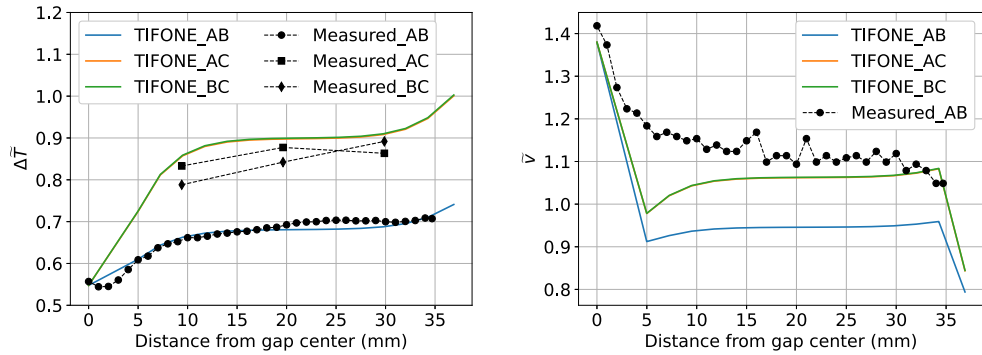 1.2
1.1
1.0
0.9
0.8
0.7
0.6
0.5
ΔT̃
0 5 10 15 20 25 30 35
Distance from gap center (mm)
TIFONE_AB
TIFONE_AC
TIFONE_BC
Measured_AB
Measured_AC
Measured_BC
1.4
1.3
1.2
1.1
1.0
0.9
0.8
ṽ
0 5 10 15 20 25 30 35
Distance from gap center (mm)
TIFONE_AB
TIFONE_AC
TIFONE_BC
Measured_AB